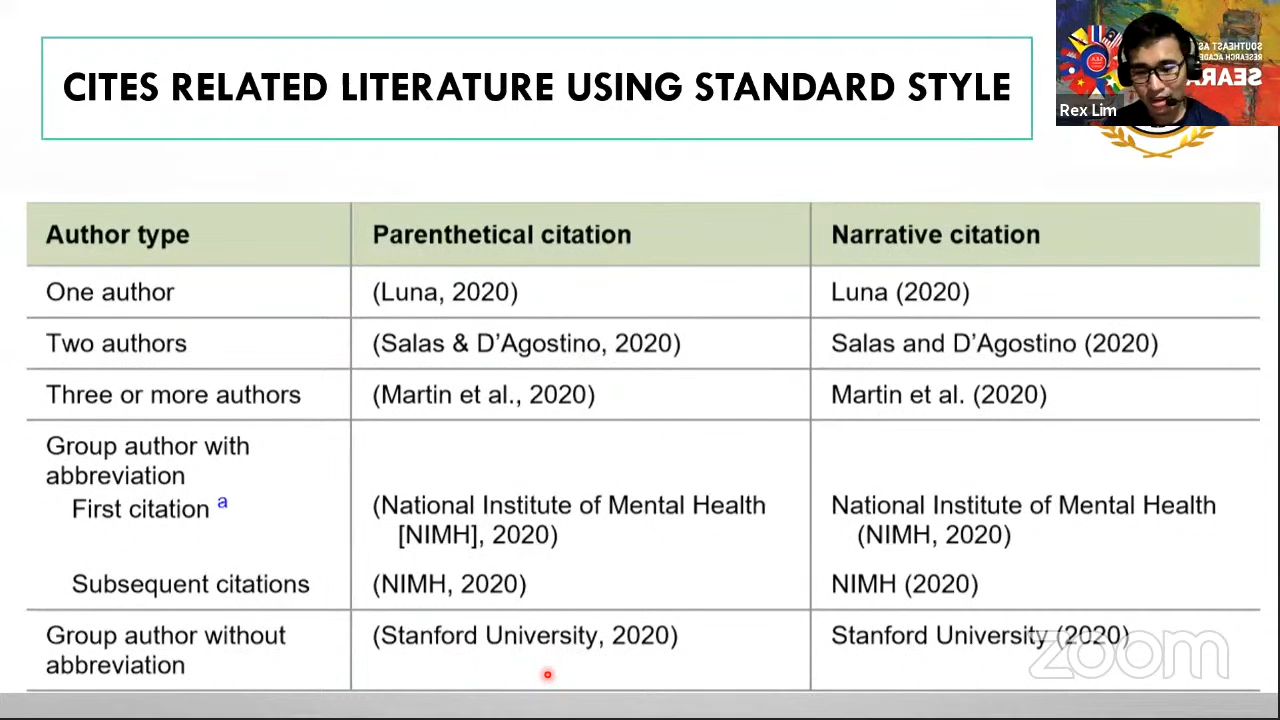 CITES RELATED LITERATURE USING STANDARD STYLE
Rex Lim
Author type
Parenthetical citation
Narrative citation
One author
(Luna, 2020)
Luna (2020)
Two authors
(Salas & D’Agostino, 2020)
Salas and D’Agostino (2020)
Three or more authors
(Martin et al., 2020)
Martin et al. (2020)
Group author with
abbreviation
First citation a
(National Institute of Mental Health
[NIMH], 2020)
National Institute of Mental Health
(NIMH, 2020)
Subsequent citations
(NIMH, 2020)
NIMH (2020)
Group author without
abbreviation
(Stanford University, 2020)
Stanford University (2020)
zoom